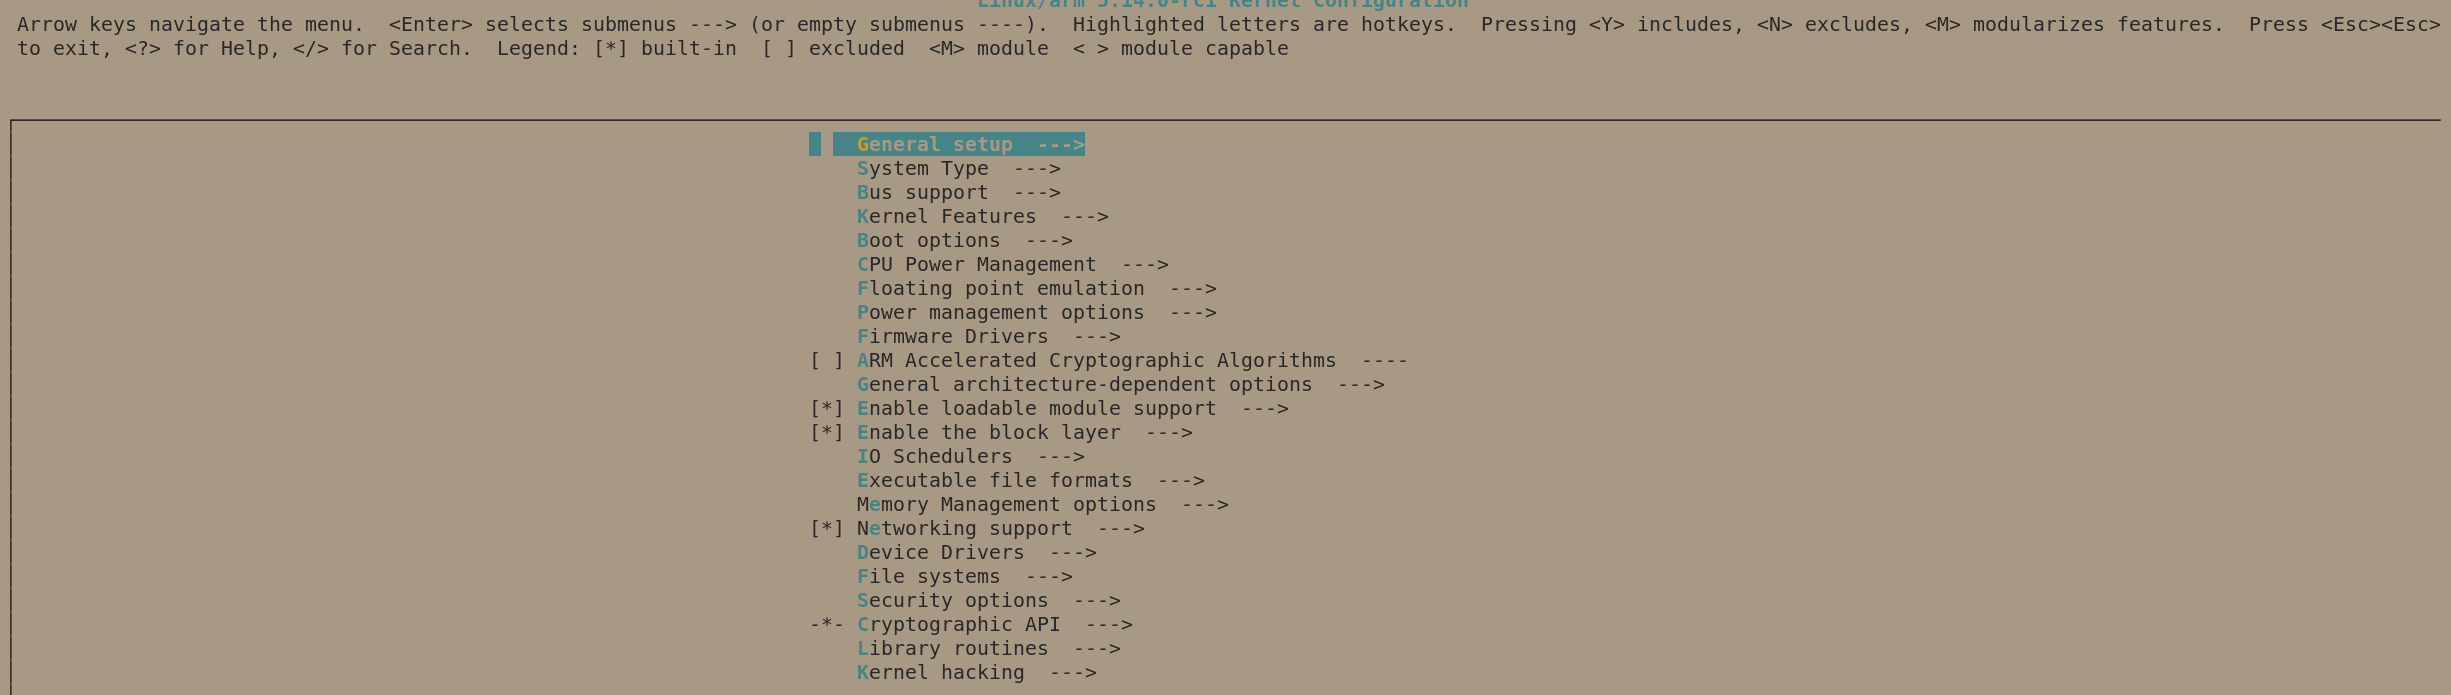 Linux/arm 5.14.0-rc1 Kernel Configuration
Arrow keys navigate the menu.  <Enter> selects submenus ---> (or empty submenus ----).  Highlighted letters are hotkeys.  Pressing <Y> includes, <N> excludes, <M> modularizes features.  Press <Esc><Esc>
to exit, <?> for Help, </> for Search.  Legend: [*] built-in  [ ] excluded  <M> module  < > module capable
General setup  --->
System Type  --->
Bus support  --->
Kernel Features  --->
Boot options  --->
CPU Power Management  --->
Floating point emulation  --->
Power management options  --->
Firmware Drivers  --->
[ ] ARM Accelerated Cryptographic Algorithms  ----
General architecture-dependent options  --->
[*] Enable loadable module support  --->
[*] Enable the block layer  --->
IO Schedulers  --->
Executable file formats  --->
Memory Management options  --->
[*] Networking support  --->
Device Drivers  --->
File systems  --->
Security options  --->
-*- Cryptographic API  --->
Library routines  --->
Kernel hacking  --->